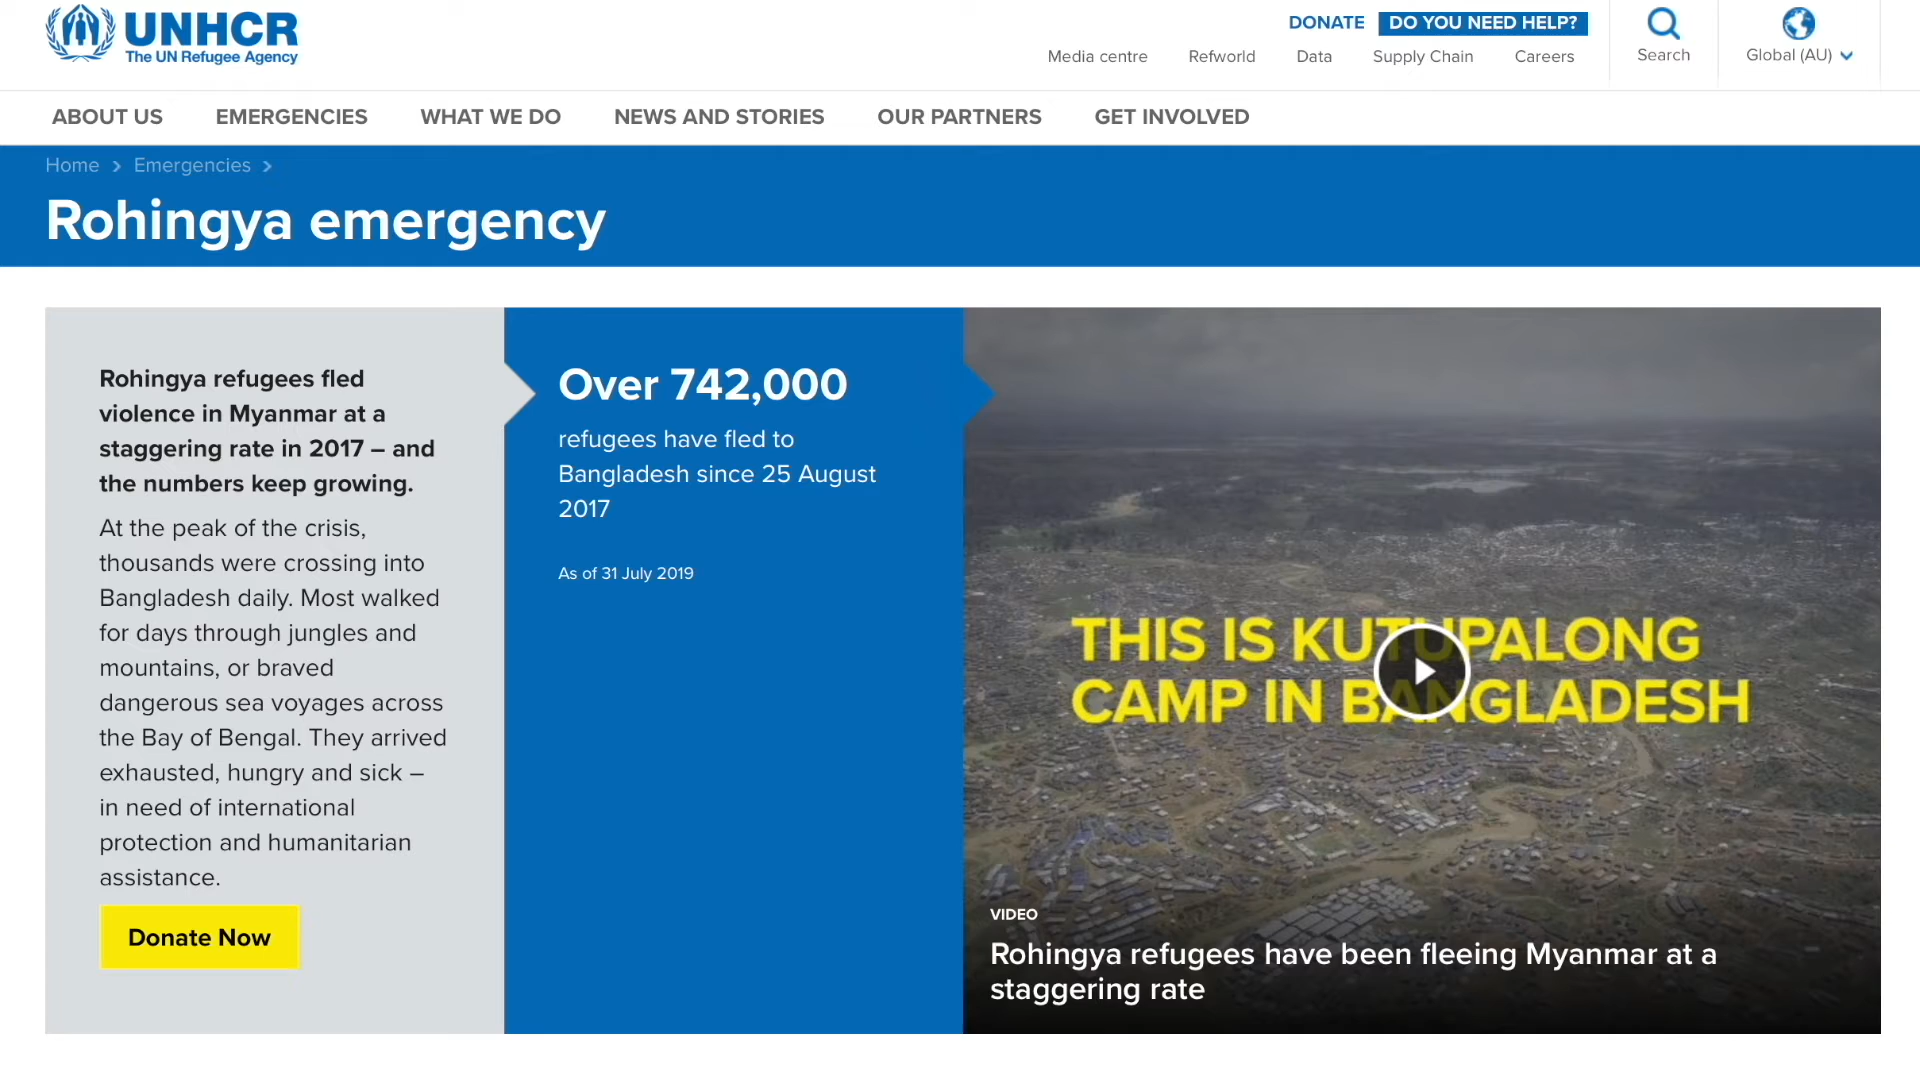 UNHCR
The UN Refugee Agency
DONATE
DO YOU NEED HELP?
Media centre
Refworld
Data
Supply Chain
Careers
Search
Global (AU)
ABOUT US
EMERGENCIES
WHAT WE DO
NEWS AND STORIES
OUR PARTNERS
GET INVOLVED
Home
Emergencies
Rohingya emergency
Rohingya refugees fled
violence in Myanmar at a
staggering rate in 2017 – and
the numbers keep growing.
At the peak of the crisis,
thousands were crossing into
Bangladesh daily. Most walked
for days through jungles and
mountains, or braved
dangerous sea voyages across
the Bay of Bengal. They arrived
exhausted, hungry and sick –
in need of international
protection and humanitarian
assistance.
Donate Now
Over 742,000
refugees have fled to
Bangladesh since 25 August
2017
As of 31 July 2019
THIS IS KUTUPALONG
CAMP IN BANGLADESH
VIDEO
Rohingya refugees have been fleeing Myanmar at a
staggering rate